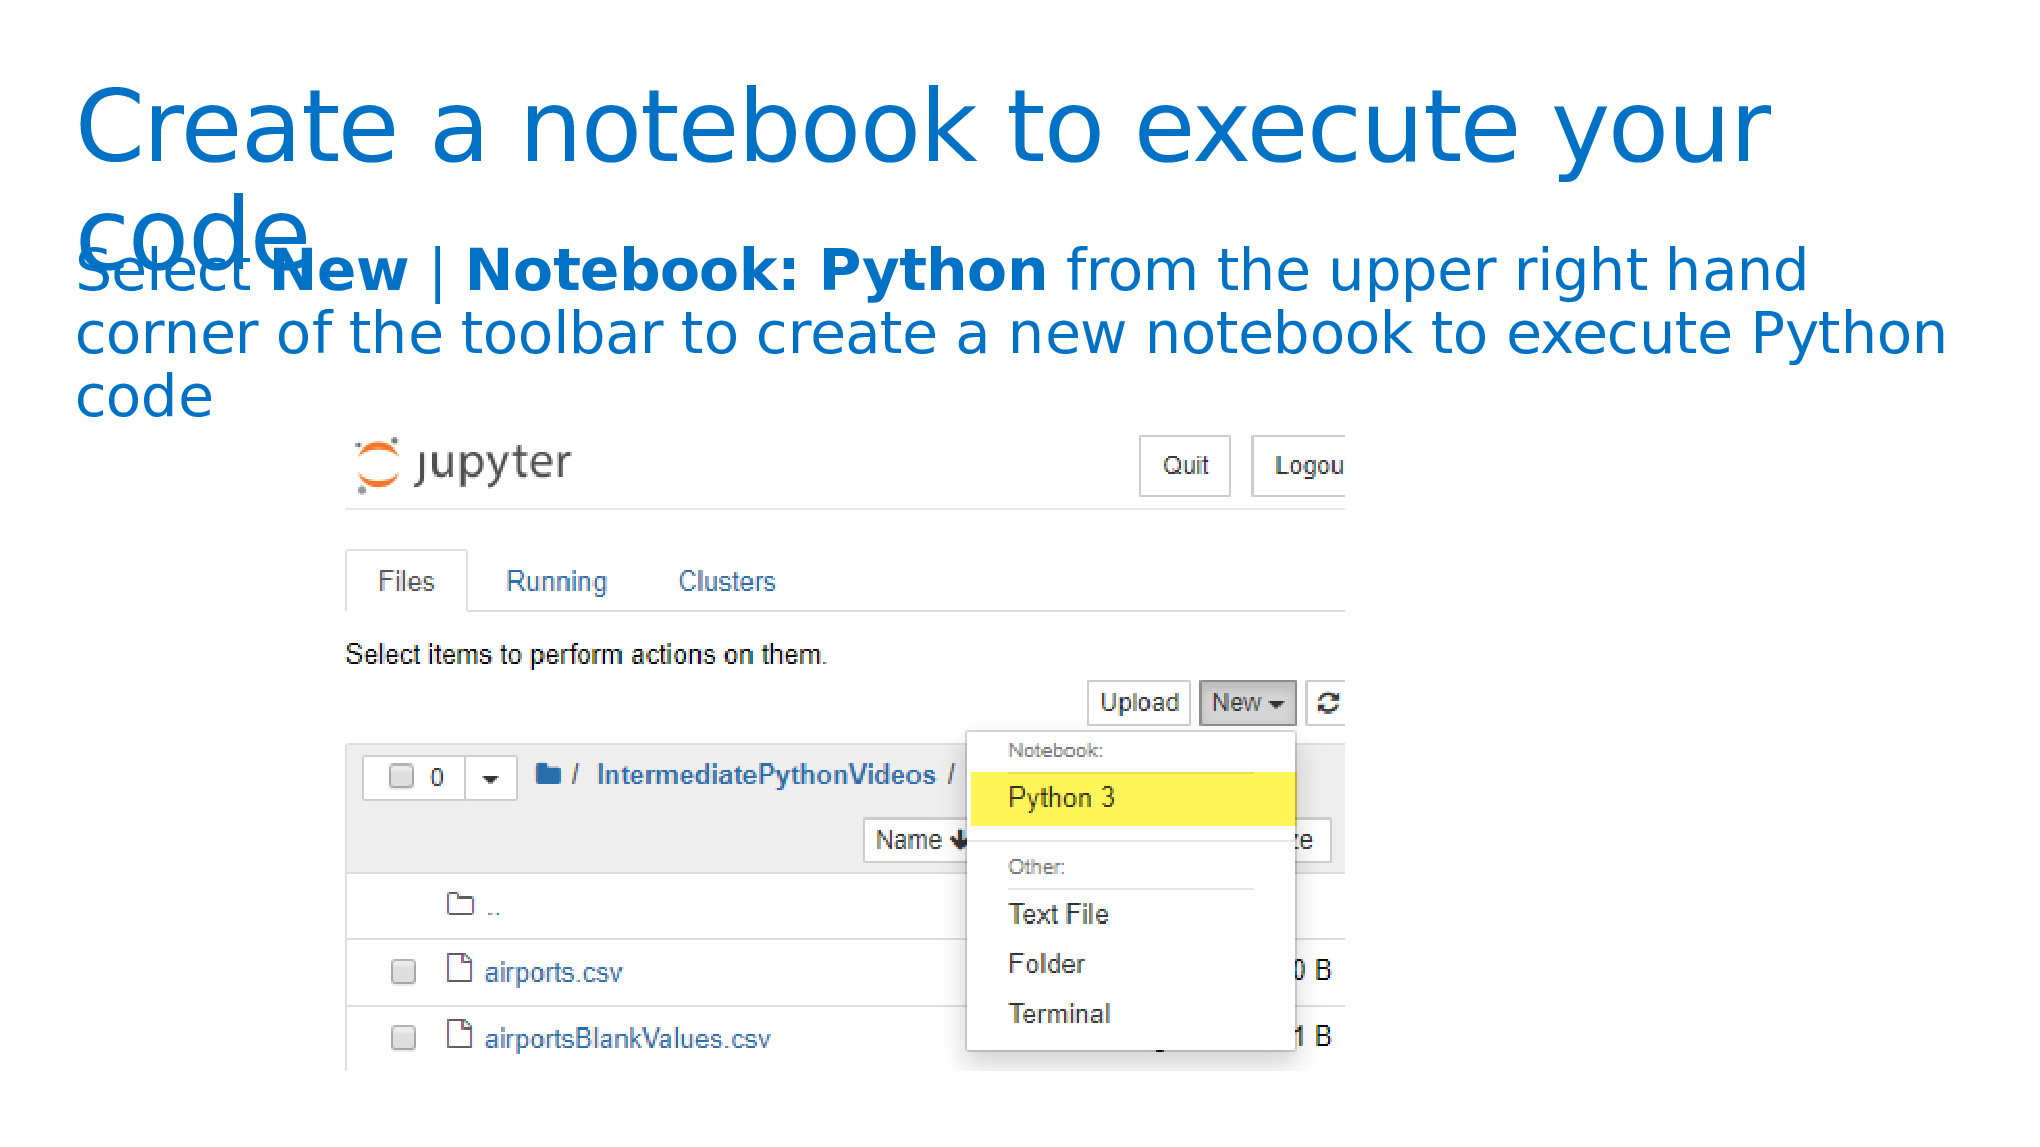 Create a notebook to execute your
code
Select New | Notebook: Python from the upper right hand
corner of the toolbar to create a new notebook to execute Python
code
jupyter
Quit
Logou
Files
Running
Clusters
Select items to perform actions on them.
Upload
New
Notebook:
0
/ IntermediatePythonVideos /
Python 3
Name
ze
Other:
..
Text File
airports.csv
Folder
0 B
Terminal
airportsBlankValues.csv
1 B